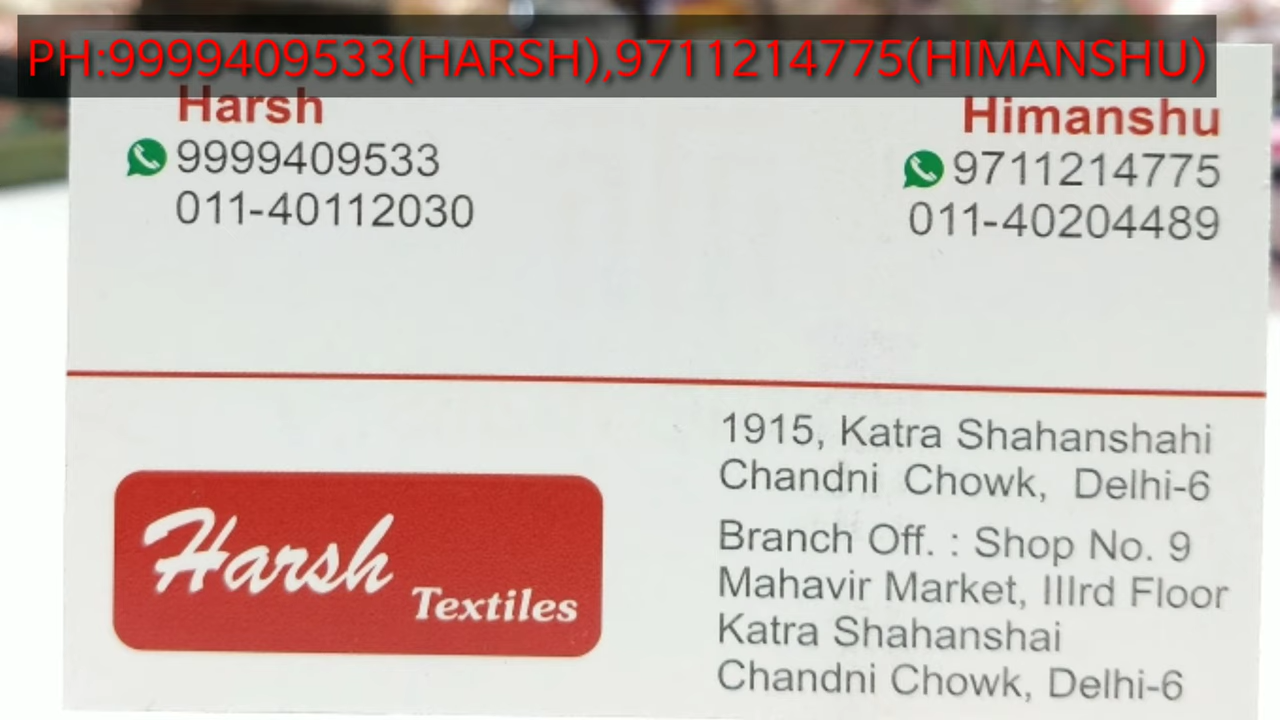 PH:9999409533(HARSH),9711214775(HIMANSHU)
Harsh
9999409533
011-40112030
Himanshu
9711214775
011-40204489
Harsh
Textiles
1915, Katra Shahanshahi
Chandni Chowk, Delhi-6
Branch Off. : Shop No. 9
Mahavir Market, IIIrd Floor
Katra Shahanshai
Chandni Chowk, Delhi-6